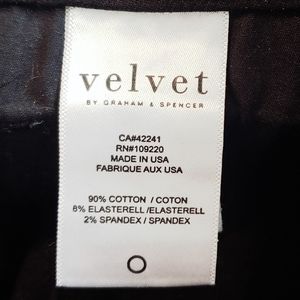 velvet
BY GRAHAM & SPENCER
CA#42241
RN#109220
MADE IN USA
FABRIQUE AUX USA
90% COTTON / COTON
8% ELASTERELL /ELASTERELL
2% SPANDEX / SPANDEX